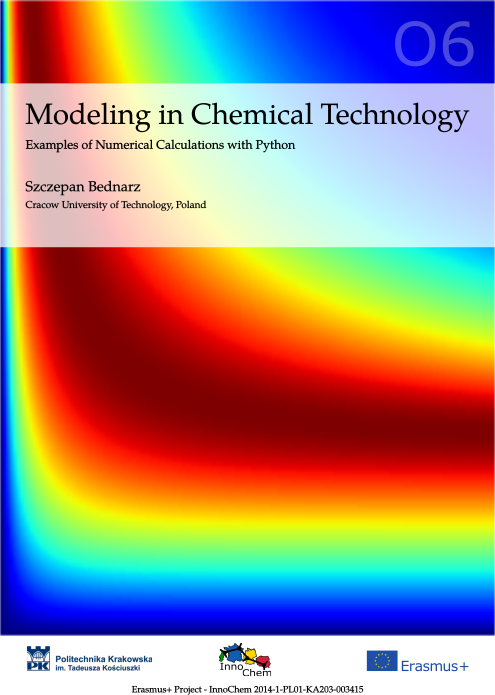 06
Modeling in Chemical Technology
Examples of Numerical Calculations with Python
Szczepan Bednarz
Cracow University of Technology, Poland
PK
Politechnika Krakowska
im. Tadeusza Kościuszki
Inno
Chem
Erasmus+
Erasmus+ Project - InnoChem 2014-1-PL01-KA203-003415